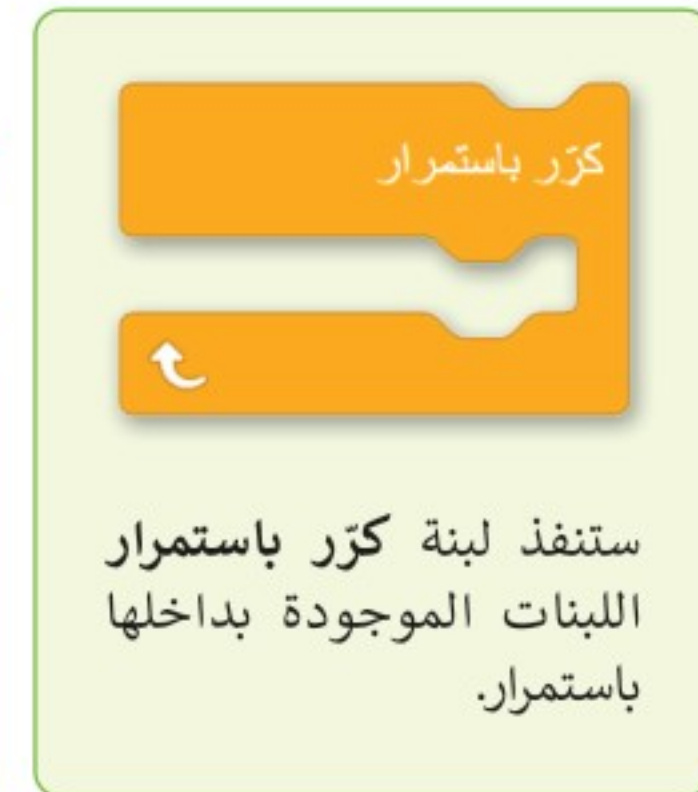 كرّر باستمرار
ستنفذ لبنة كرّر باستمرار
اللبنات الموجودة بداخلها
باستمرار.